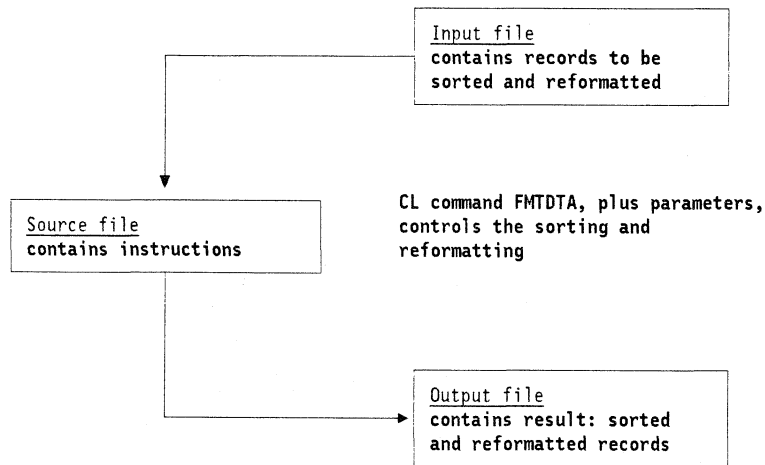 Input file
contains records to be
sorted and reformatted
Source file
contains instructions
CL command FMTDTA, plus parameters,
controls the sorting and
reformatting
Output file
contains result: sorted
and reformatted records